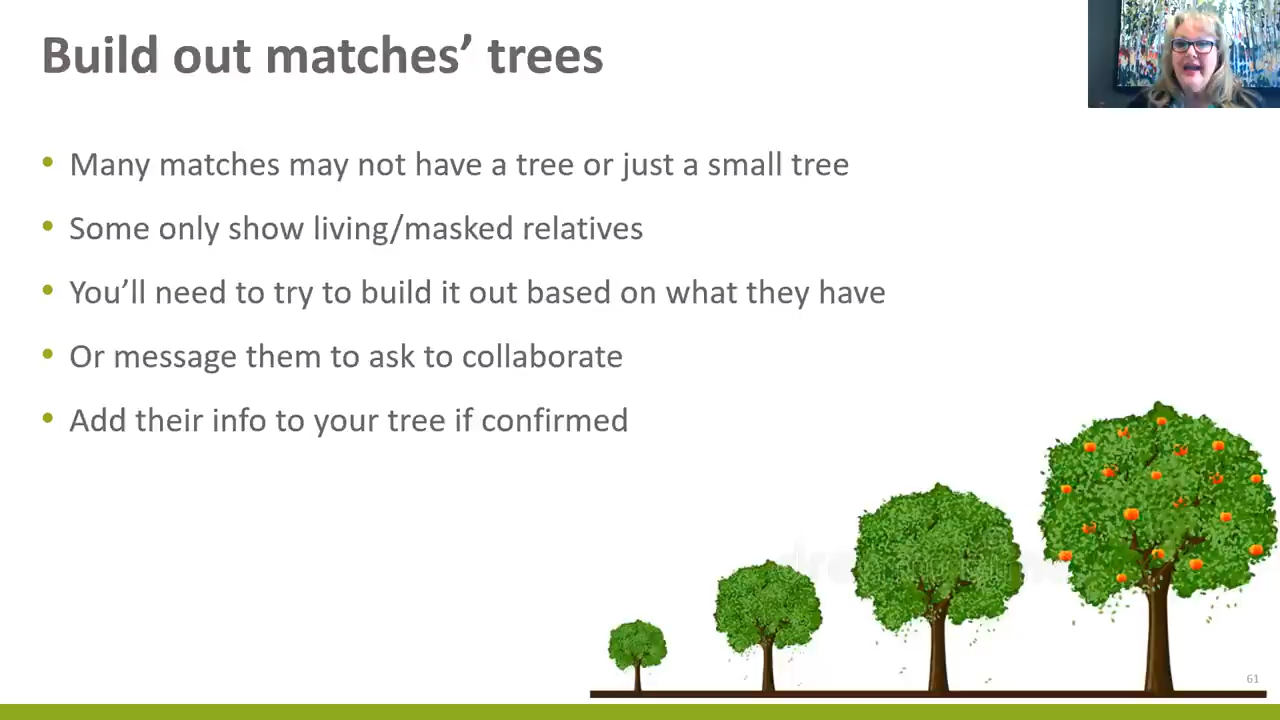 Build out matches’ trees
• Many matches may not have a tree or just a small tree
• Some only show living/masked relatives
• You’ll need to try to build it out based on what they have
• Or message them to ask to collaborate
• Add their info to your tree if confirmed
61